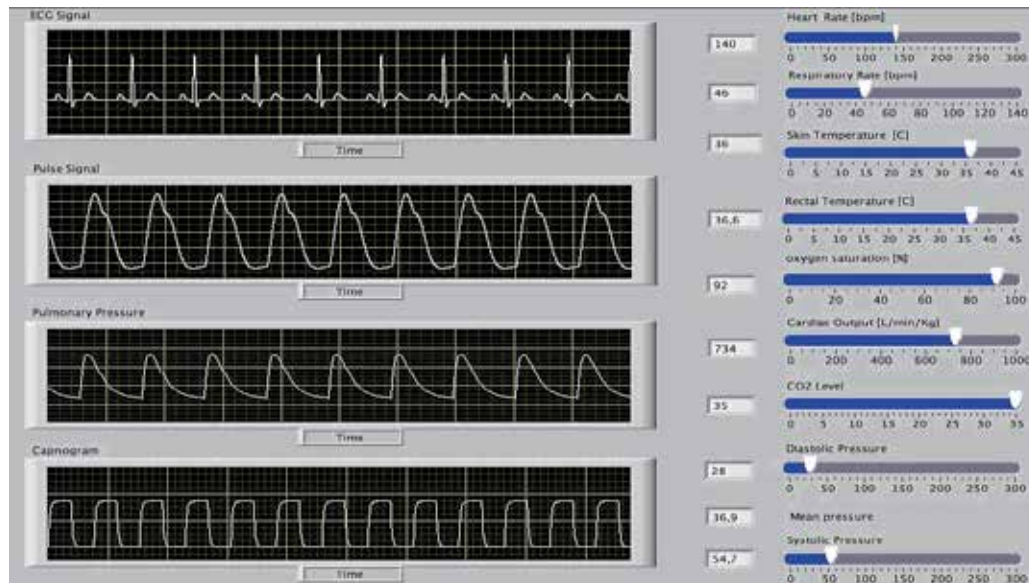 ECG Signal
Time
Pulse Signal
Time
Pulmonary Pressure
Time
Capnogram
Time
Heart Rate [bpm]
140
0 50 100 150 200 250 300
Respiratory Rate [bpm]
46
0 20 40 60 80 100 120 140
Skin Temperature [C]
36
0 5 10 15 20 25 30 35 40 45
Rectal Temperature [C]
36,6
0 5 10 15 20 25 30 35 40 45
oxygen saturation [%]
92
0 20 40 60 80 100
Cardiac Output [L/min/Kg]
734
0 200 400 600 800 1000
CO2 Level
35
0 5 10 15 20 25 30 35
Diastolic Pressure
28
0 50 100 150 200 250 300
36,9
Mean pressure
Systolic Pressure
54,7
0 50 100 150 200 250 300